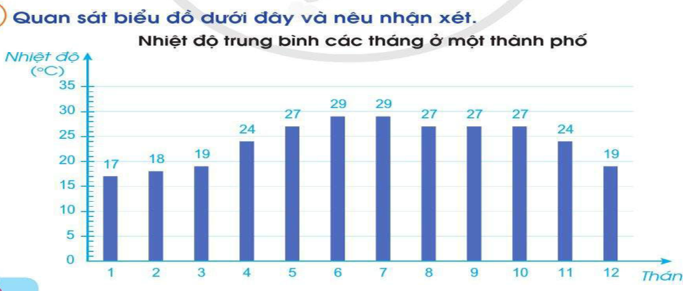 Quan sát biểu đồ dưới đây và nêu nhận xét.
Nhiệt độ trung bình các tháng ở một thành phố
Nhiệt độ
(°C)
35
30
25
20
15
10
5
0
17 18 19 24 27 29 29 27 27 27 24 19
1 2 3 4 5 6 7 8 9 10 11 12 Thán